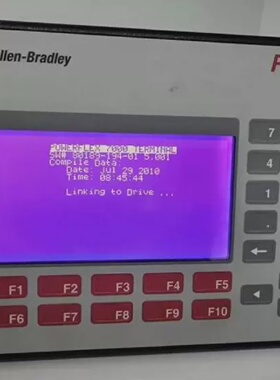 llen-Bradley
POWERFLEX 7000 TERMINAL
SW# 80189-194-01 5.001
Compile Data:
Date: Jul 29 2010
Time: 08:45:44
Linking to Drive ...
7
4
1
F1 F2 F3 F4 F5
F6 F7 F8 F9 F10